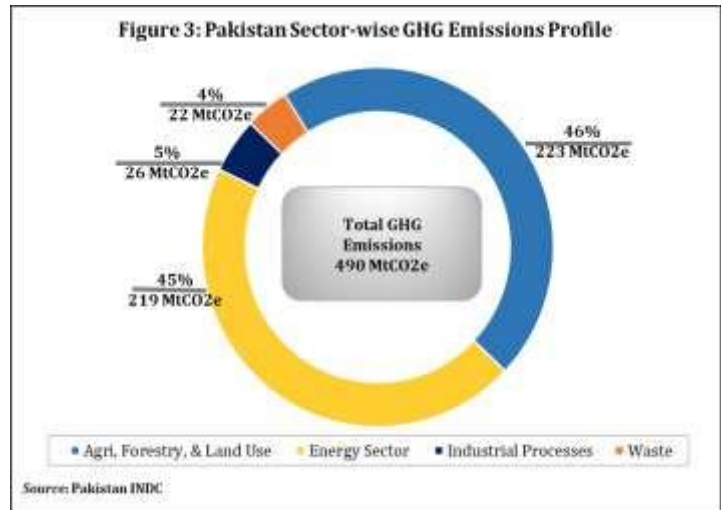 Figure 3: Pakistan Sector-wise GHG Emissions Profile
4%
22 MtCO2e
5%
26 MtCO2e
46%
223 MtCO2e
Total GHG
Emissions
490 MtCO2e
45%
219 MtCO2e
Agri, Forestry, & Land Use
Energy Sector
Industrial Processes
Waste
Source: Pakistan INDC